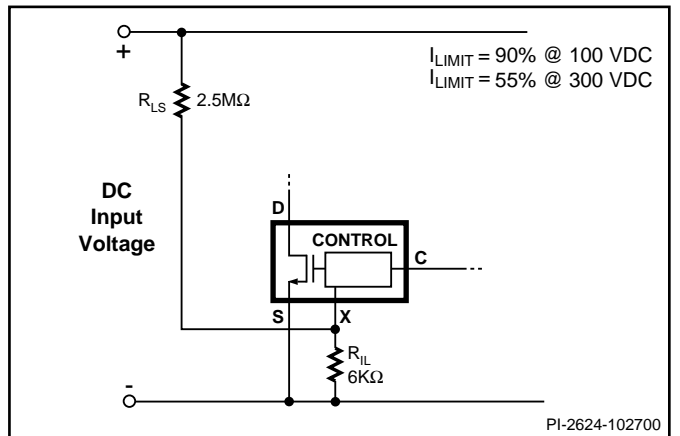 +
I_LIMIT = 90% @ 100 VDC
I_LIMIT = 55% @ 300 VDC
R_LS 2.5MΩ
DC
Input
Voltage
D
CONTROL
C
S
X
R_IL
6KΩ
-
PI-2624-102700